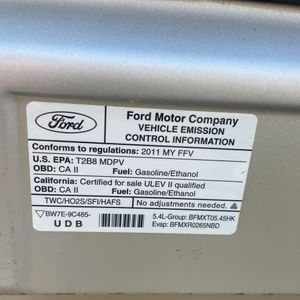 Ford
Ford Motor Company
VEHICLE EMISSION
CONTROL INFORMATION
Conforms to regulations: 2011 MY FFV
U.S. EPA: T2B8 MDPV
OBD: CA II Fuel: Gasoline/Ethanol
California: Certified for sale ULEV II qualified
OBD: CA II Fuel: Gasoline/Ethanol
TWC/HO2S/SFI/HAFS
No adjustments needed.
BW7E-9C485-
UDB
5.4L-Group: BFMXT05.45HK
Evap: BFMXR0265NBD